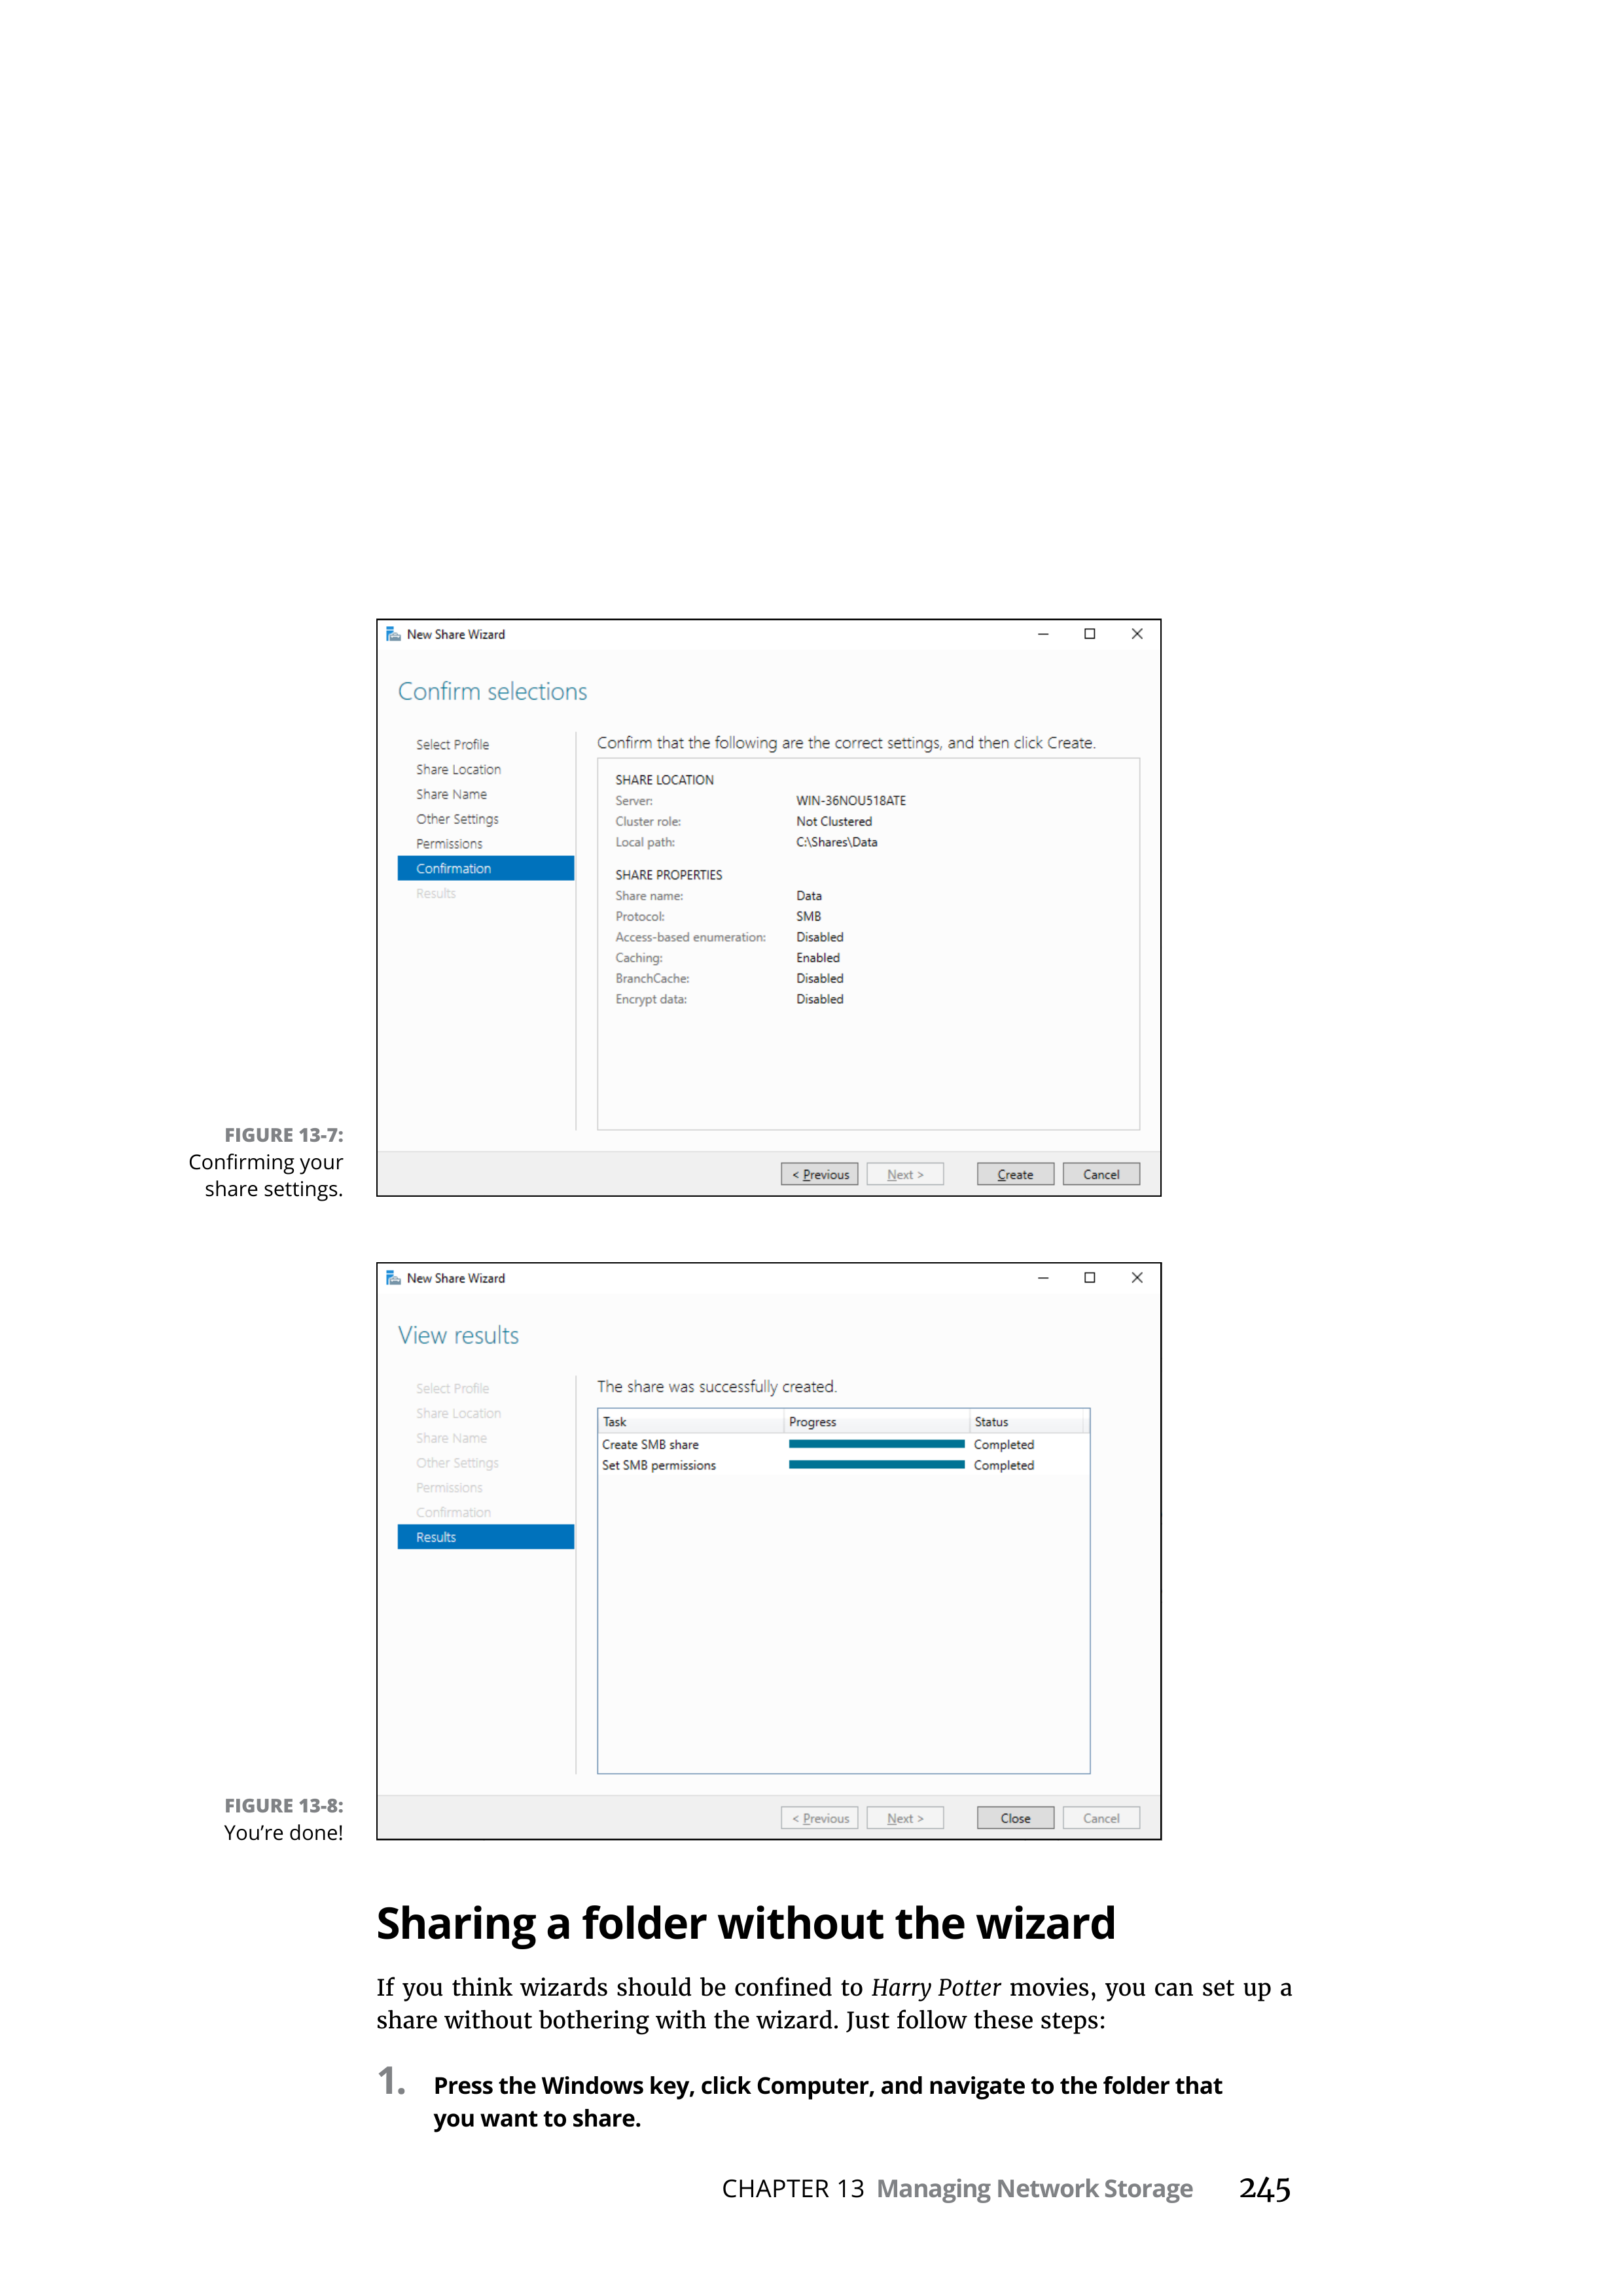 New Share Wizard
Confirm selections
Select Profile
Share Location
Share Name
Other Settings
Permissions
Confirmation
Results
Confirm that the following are the correct settings, and then click Create.
SHARE LOCATION
Server: WIN-36NOU518ATE
Cluster role: Not Clustered
Local path: C:\Shares\Data
SHARE PROPERTIES
Share name: Data
Protocol: SMB
Access-based enumeration: Disabled
Caching: Enabled
BranchCache: Disabled
Encrypt data: Disabled
< Previous Next > Create Cancel
FIGURE 13-7:
Confirming your
share settings.
New Share Wizard
View results
Select Profile
Share Location
Share Name
Other Settings
Permissions
Confirmation
Results
The share was successfully created.
Task Progress Status
Create SMB share Completed
Set SMB permissions Completed
< Previous Next > Close Cancel
FIGURE 13-8:
You’re done!
Sharing a folder without the wizard
If you think wizards should be confined to Harry Potter movies, you can set up a
share without bothering with the wizard. Just follow these steps:
1. Press the Windows key, click Computer, and navigate to the folder that
you want to share.
CHAPTER 13 Managing Network Storage 245